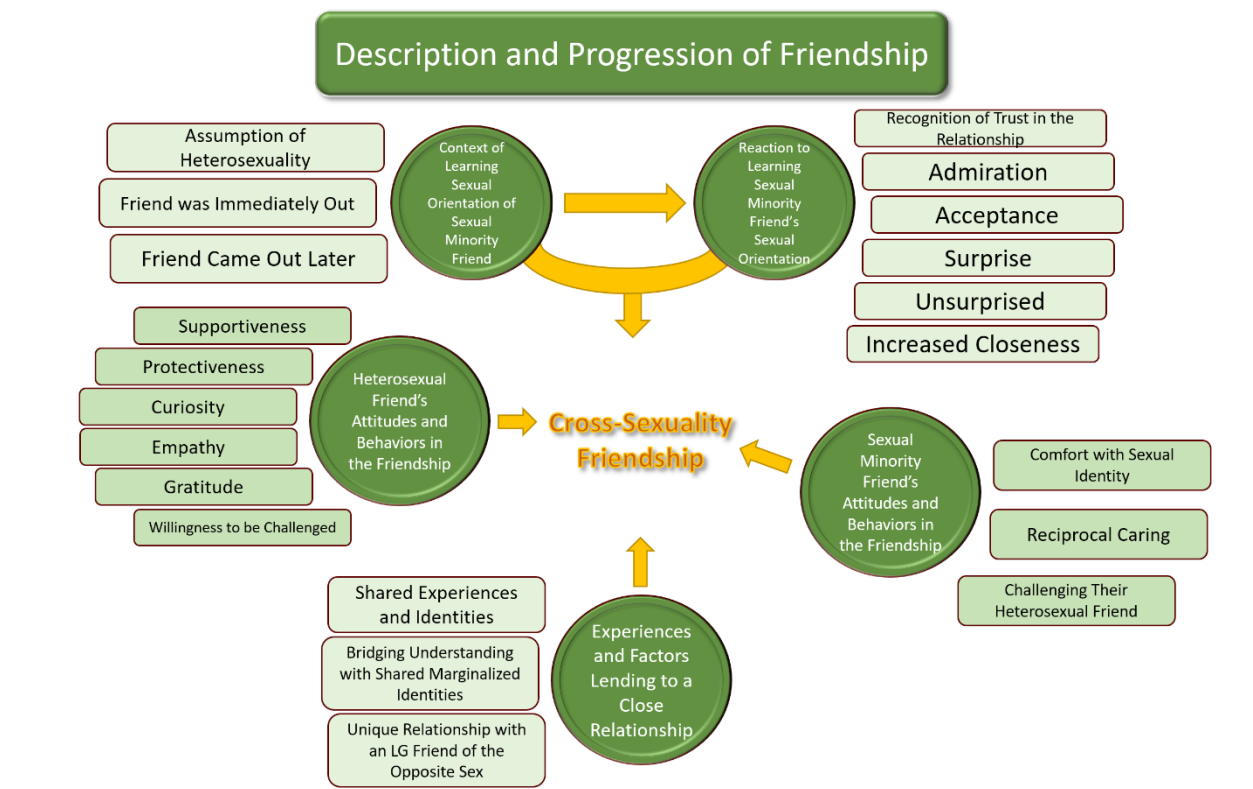 Description and Progression of Friendship
Assumption of
Heterosexuality
Friend was Immediately Out
Friend Came Out Later
Context of
Learning
Sexual
Orientation of
Sexual
Minority
Friend
Reaction to
Learning
Sexual
Minority
Friend’s
Sexual
Orientation
Recognition of Trust in the
Relationship
Admiration
Acceptance
Surprise
Unsurprised
Increased Closeness
Supportiveness
Protectiveness
Curiosity
Empathy
Gratitude
Willingness to be Challenged
Heterosexual
Friend’s
Attitudes and
Behaviors in
the Friendship
Cross-Sexuality
Friendship
Sexual
Minority
Friend’s
Attitudes and
Behaviors in
the Friendship
Comfort with Sexual
Identity
Reciprocal Caring
Challenging Their
Heterosexual Friend
Shared Experiences
and Identities
Bridging Understanding
with Shared Marginalized
Identities
Unique Relationship with
an LG Friend of the
Opposite Sex
Experiences
and Factors
Lending to a
Close
Relationship